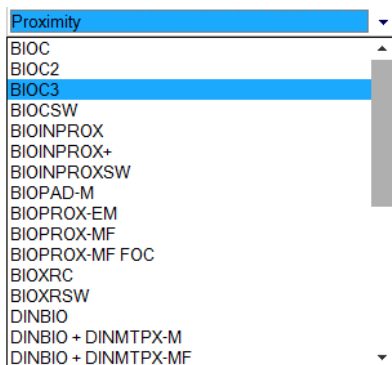 Proximity
BIOC
BIOC2
BIOC3
BIOCSW
BIOINPROX
BIOINPROX+
BIOINPROXSW
BIOPAD-M
BIOPROX-EM
BIOPROX-MF
BIOPROX-MF FOC
BIOXRC
BIOXRSW
DINBIO
DINBIO + DINMTPX-M
DINBIO + DINMTPX-MF